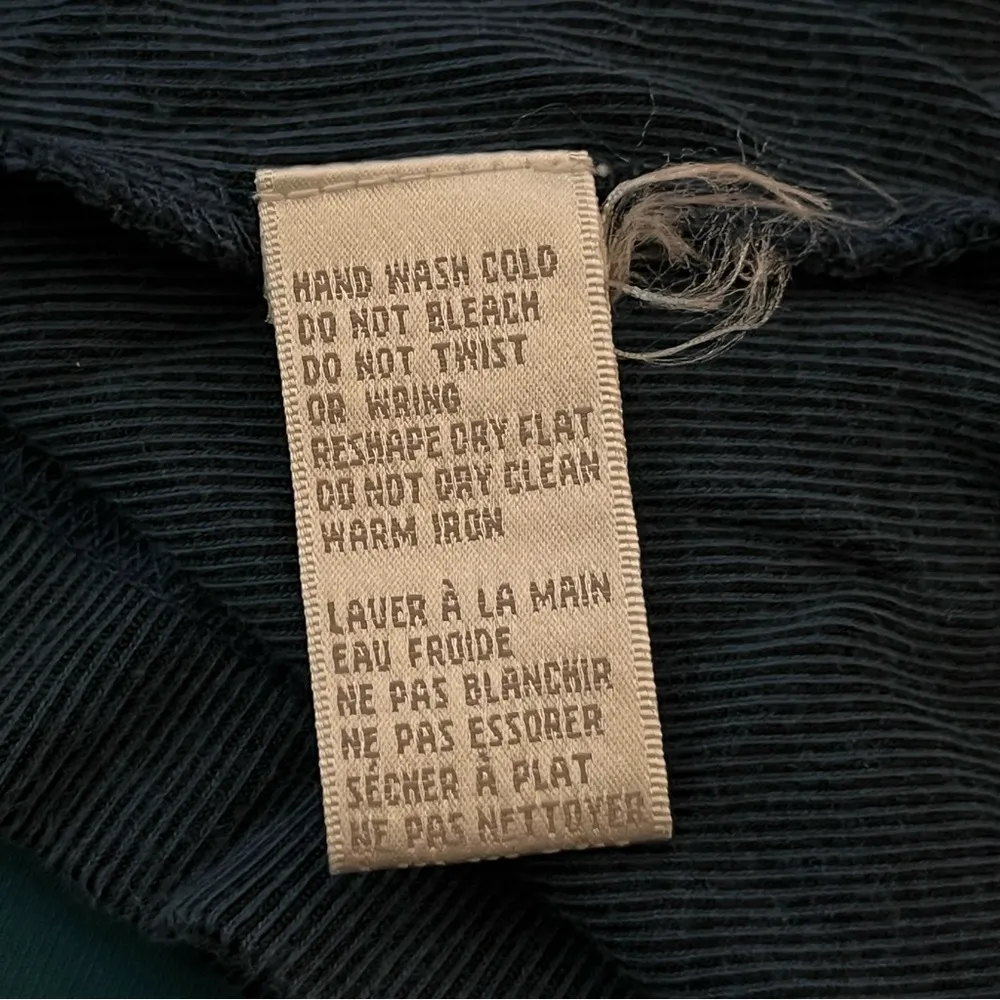 HAND WASH COLD
DO NOT BLEACH
DO NOT TWIST
OR WRING
RESHAPE DRY FLAT
DO NOT DRY CLEAN
WARM IRON
LAVER À LA MAIN
EAU FROIDE
NE PAS BLANCHIR
NE PAS ESSORER
SÉCHER À PLAT
NE PAS NETTOYER